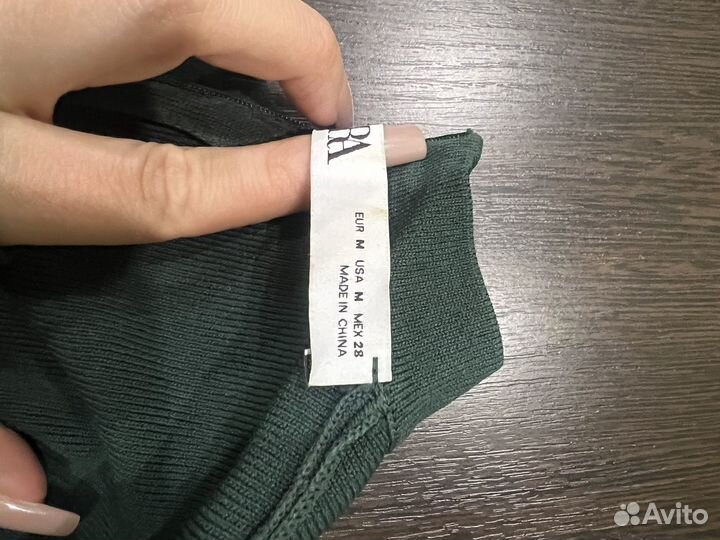 RA
EUR M USA M MEX 28
MADE IN CHINA
Avito